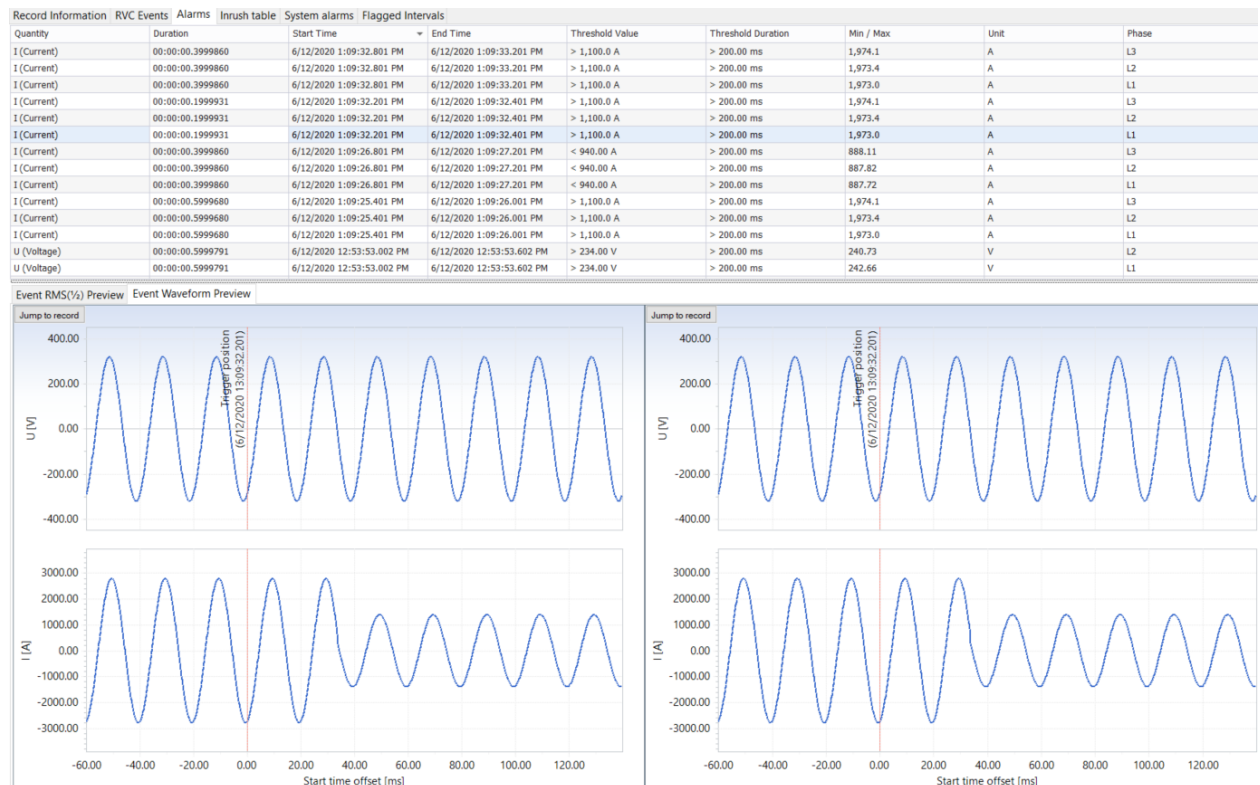 Record Information RVC Events Alarms Inrush table System alarms Flagged Intervals
Quantity Duration Start Time End Time Threshold Value Threshold Duration Min / Max Unit Phase
I (Current) 00:00:00.3999860 6/12/2020 1:09:32.801 PM 6/12/2020 1:09:33.201 PM > 1,100.0 A > 200.00 ms 1,974.1 A L3
I (Current) 00:00:00.3999860 6/12/2020 1:09:32.801 PM 6/12/2020 1:09:33.201 PM > 1,100.0 A > 200.00 ms 1,973.4 A L2
I (Current) 00:00:00.3999860 6/12/2020 1:09:32.801 PM 6/12/2020 1:09:33.201 PM > 1,100.0 A > 200.00 ms 1,973.0 A L1
I (Current) 00:00:00.1999931 6/12/2020 1:09:32.201 PM 6/12/2020 1:09:32.401 PM > 1,100.0 A > 200.00 ms 1,974.1 A L3
I (Current) 00:00:00.1999931 6/12/2020 1:09:32.201 PM 6/12/2020 1:09:32.401 PM > 1,100.0 A > 200.00 ms 1,973.4 A L2
I (Current) 00:00:00.1999931 6/12/2020 1:09:32.201 PM 6/12/2020 1:09:32.401 PM > 1,100.0 A > 200.00 ms 1,973.0 A L1
I (Current) 00:00:00.3999860 6/12/2020 1:09:26.801 PM 6/12/2020 1:09:27.201 PM < 940.00 A > 200.00 ms 888.11 A L3
I (Current) 00:00:00.3999860 6/12/2020 1:09:26.801 PM 6/12/2020 1:09:27.201 PM < 940.00 A > 200.00 ms 887.82 A L2
I (Current) 00:00:00.3999860 6/12/2020 1:09:26.801 PM 6/12/2020 1:09:27.201 PM < 940.00 A > 200.00 ms 887.72 A L1
I (Current) 00:00:00.5999680 6/12/2020 1:09:25.401 PM 6/12/2020 1:09:26.001 PM > 1,100.0 A > 200.00 ms 1,974.1 A L3
I (Current) 00:00:00.5999680 6/12/2020 1:09:25.401 PM 6/12/2020 1:09:26.001 PM > 1,100.0 A > 200.00 ms 1,973.4 A L2
I (Current) 00:00:00.5999680 6/12/2020 1:09:25.401 PM 6/12/2020 1:09:26.001 PM > 1,100.0 A > 200.00 ms 1,973.0 A L1
U (Voltage) 00:00:00.5999791 6/12/2020 12:53:53.002 PM 6/12/2020 12:53:53.602 PM > 234.00 V > 200.00 ms 240.73 V L2
U (Voltage) 00:00:00.5999791 6/12/2020 12:53:53.002 PM 6/12/2020 12:53:53.602 PM > 234.00 V > 200.00 ms 242.66 V L1
Event RMS(½) Preview Event Waveform Preview
Jump to record
400.00
200.00
0.00
-200.00
-400.00
U [V]
Trigger position
(6/12/2020 13:09:32.201)
3000.00
2000.00
1000.00
0.00
-1000.00
-2000.00
-3000.00
I [A]
-60.00 -40.00 -20.00 0.00 20.00 40.00 60.00 80.00 100.00 120.00
Start time offset [ms]
Jump to record
400.00
200.00
0.00
-200.00
-400.00
U [V]
Trigger position
(6/12/2020 13:09:32.201)
3000.00
2000.00
1000.00
0.00
-1000.00
-2000.00
-3000.00
I [A]
-60.00 -40.00 -20.00 0.00 20.00 40.00 60.00 80.00 100.00 120.00
Start time offset [ms]